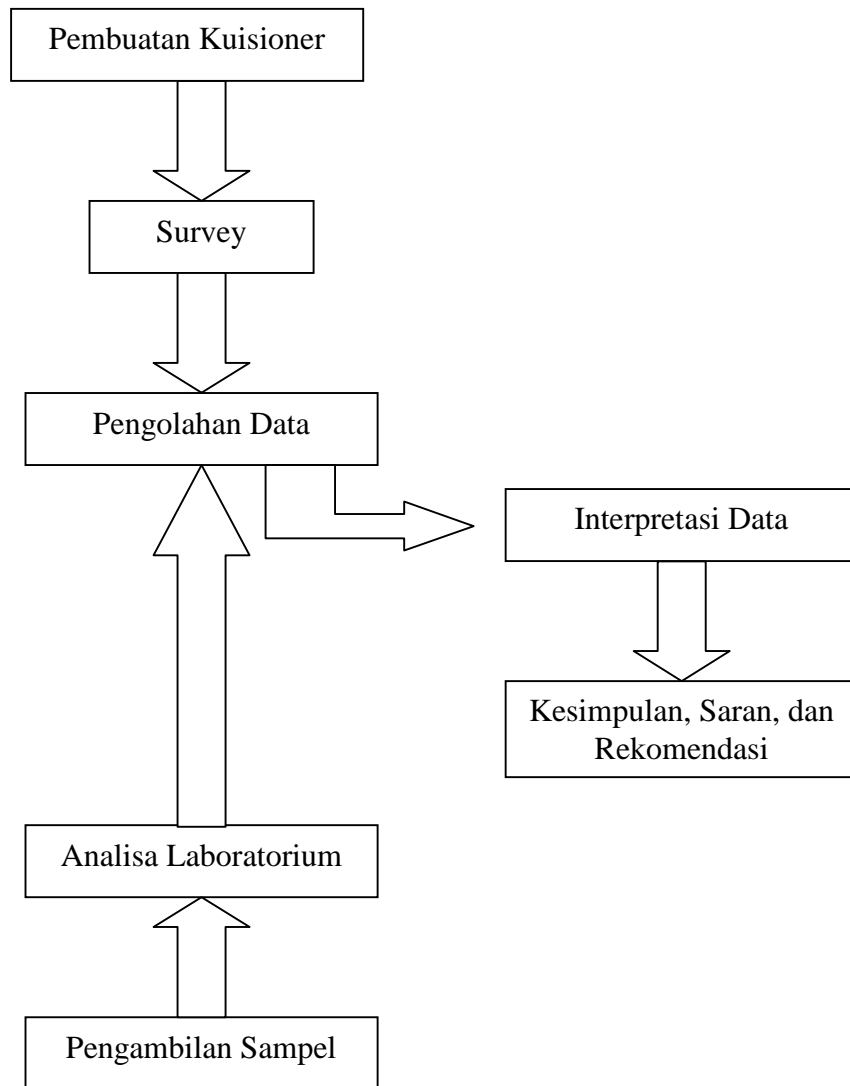 Pembuatan Kuisioner
Survey
Pengolahan Data
Interpretasi Data
Kesimpulan, Saran, dan
Rekomendasi
Analisa Laboratorium
Pengambilan Sampel